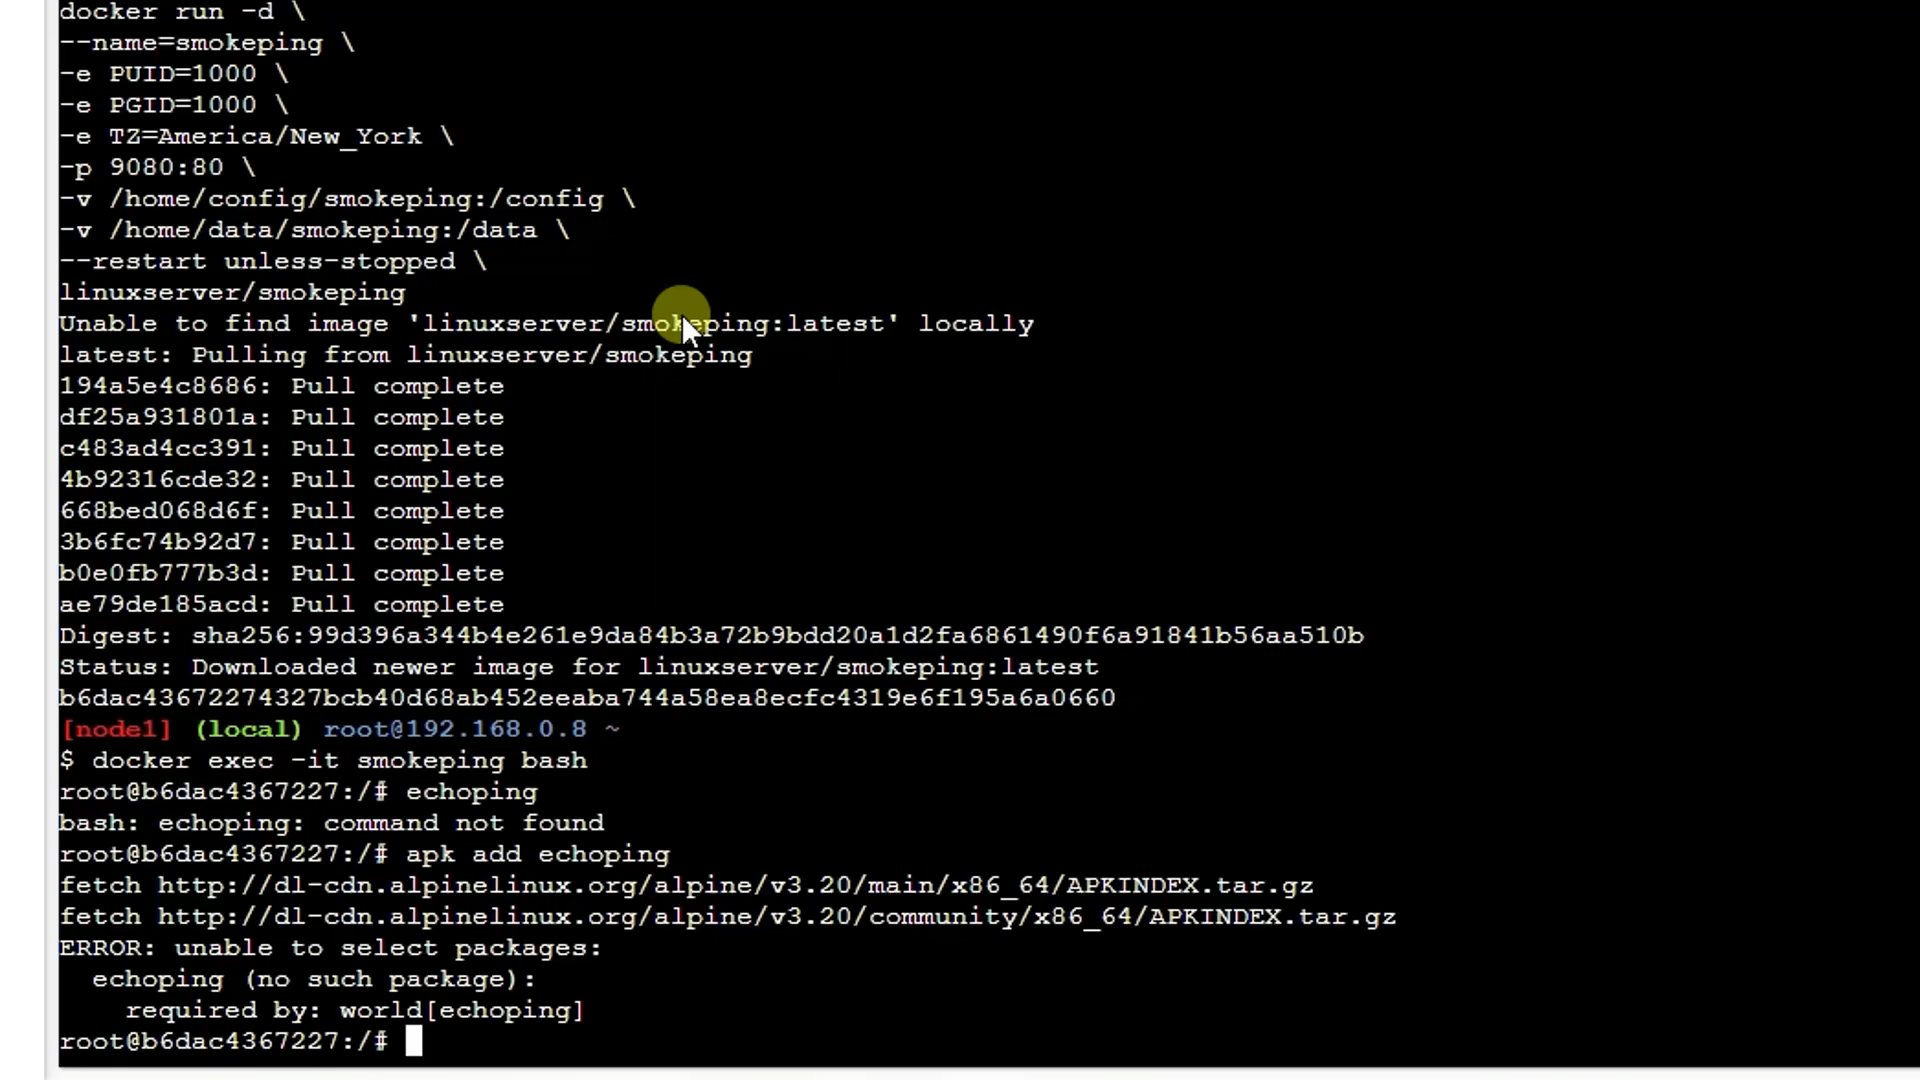 docker run -d \
--name=smokeping \
-e PUID=1000 \
-e PGID=1000 \
-e TZ=America/New_York \
-p 9080:80 \
-v /home/config/smokeping:/config \
-v /home/data/smokeping:/data \
--restart unless-stopped \
linuxserver/smokeping
Unable to find image 'linuxserver/smokeping:latest' locally
latest: Pulling from linuxserver/smokeping
194a5e4c8686: Pull complete
df25a931801a: Pull complete
c483ad4cc391: Pull complete
4b92316cde32: Pull complete
668bed068d6f: Pull complete
3b6fc74b92d7: Pull complete
b0e0fb777b3d: Pull complete
ae79de185acd: Pull complete
Digest: sha256:99d396a344b4e261e9da84b3a72b9bdd20a1d2fa6861490f6a91841b56aa510b
Status: Downloaded newer image for linuxserver/smokeping:latest
b6dac43672274327bcb40d68ab452eeaba744a58ea8ecfc4319e6f195a6a0660
[node1] (local) root@192.168.0.8 ~
$ docker exec -it smokeping bash
root@b6dac4367227:/# echoping
bash: echoping: command not found
root@b6dac4367227:/# apk add echoping
fetch http://dl-cdn.alpinelinux.org/alpine/v3.20/main/x86_64/APKINDEX.tar.gz
fetch http://dl-cdn.alpinelinux.org/alpine/v3.20/community/x86_64/APKINDEX.tar.gz
ERROR: unable to select packages:
  echoping (no such package):
    required by: world[echoping]
root@b6dac4367227:/#